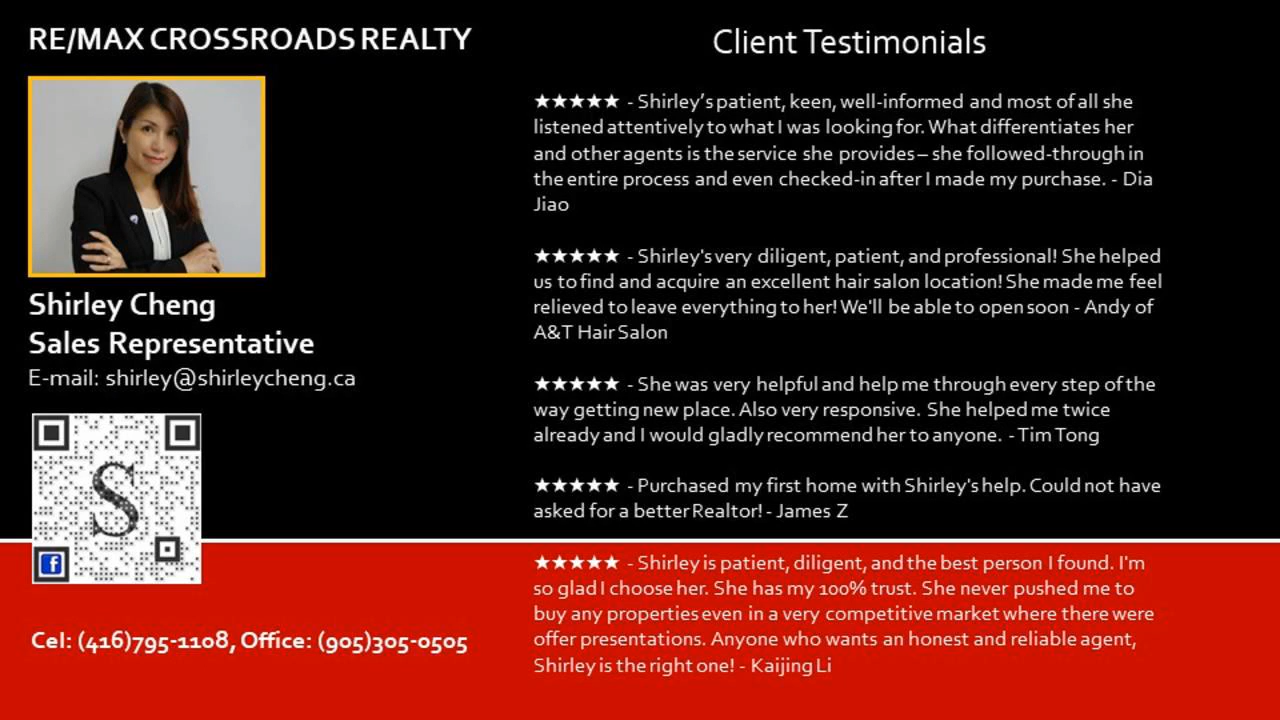 RE/MAX CROSSROADS REALTY
Shirley Cheng
Sales Representative
E-mail: shirley@shirleycheng.ca
S
f
Cel: (416)795-1108, Office: (905)305-0505
Client Testimonials
★★★★★ - Shirley’s patient, keen, well-informed and most of all she
listened attentively to what I was looking for. What differentiates her
and other agents is the service she provides – she followed-through in
the entire process and even checked-in after I made my purchase. - Dia
Jiao
★★★★★ - Shirley's very diligent, patient, and professional! She helped
us to find and acquire an excellent hair salon location! She made me feel
relieved to leave everything to her! We'll be able to open soon - Andy of
A&T Hair Salon
★★★★★ - She was very helpful and help me through every step of the
way getting new place. Also very responsive. She helped me twice
already and I would gladly recommend her to anyone. - Tim Tong
★★★★★ - Purchased my first home with Shirley's help. Could not have
asked for a better Realtor! - James Z
★★★★★ - Shirley is patient, diligent, and the best person I found. I'm
so glad I choose her. She has my 100% trust. She never pushed me to
buy any properties even in a very competitive market where there were
offer presentations. Anyone who wants an honest and reliable agent,
Shirley is the right one! - Kaijing Li